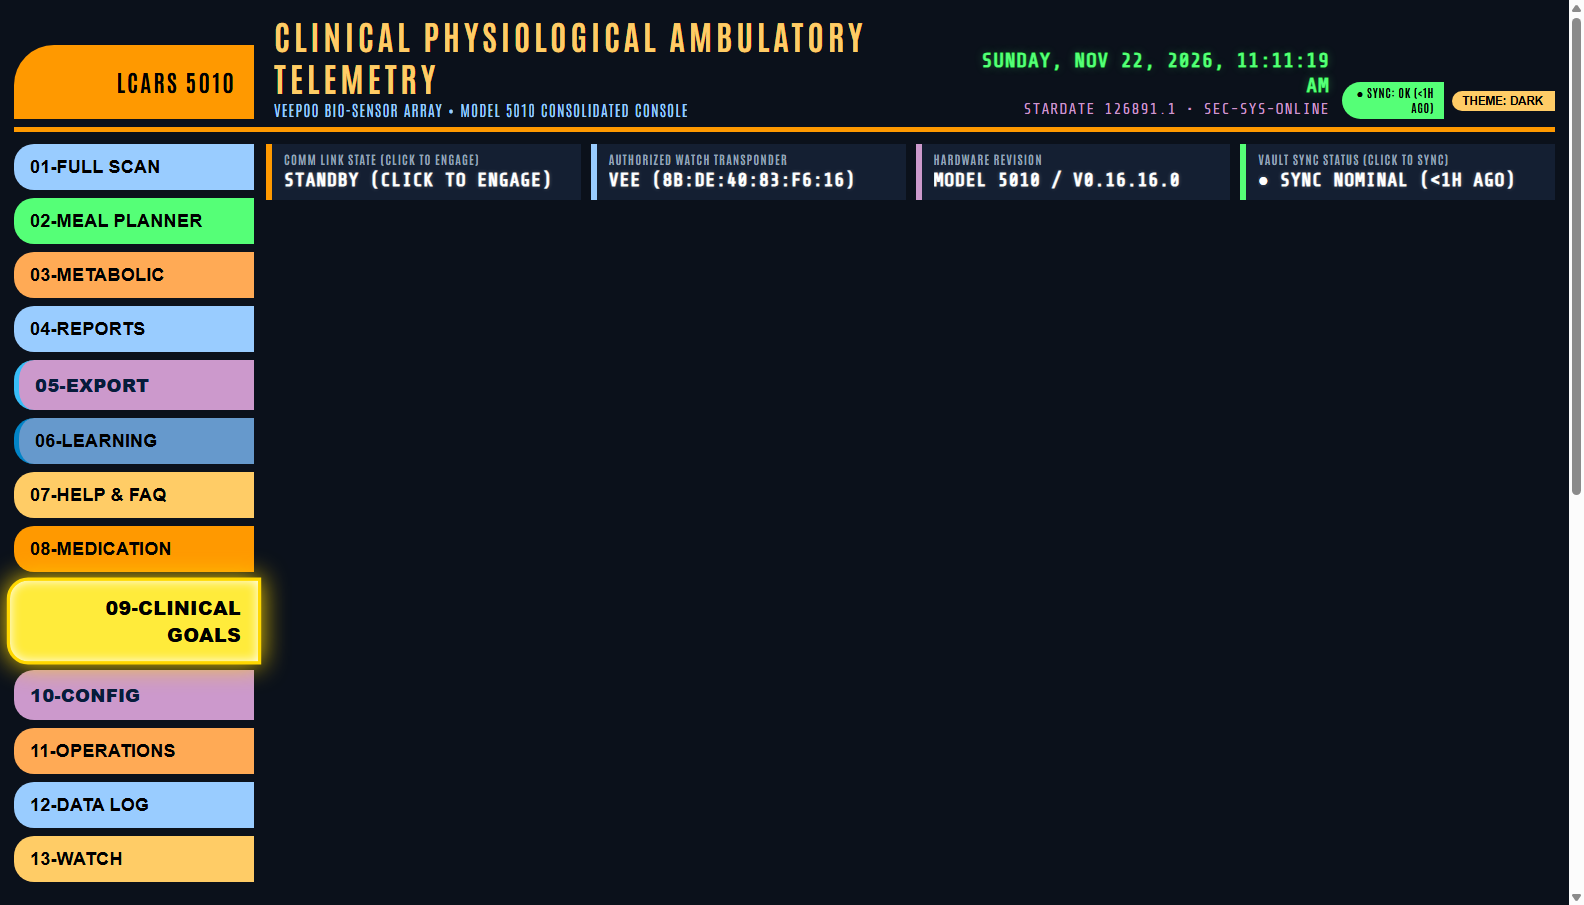 LCARS 5010
CLINICAL PHYSIOLOGICAL AMBULATORY
TELEMETRY
VEEPOO BIO-SENSOR ARRAY • MODEL 5010 CONSOLIDATED CONSOLE
SUNDAY, NOV 22, 2026, 11:11:19
AM
STARDATE 126891.1 · SEC-SYS-ONLINE
● SYNC: OK (<1H
AGO)
THEME: DARK
01-FULL SCAN
02-MEAL PLANNER
03-METABOLIC
04-REPORTS
05-EXPORT
06-LEARNING
07-HELP & FAQ
08-MEDICATION
09-CLINICAL
GOALS
10-CONFIG
11-OPERATIONS
12-DATA LOG
13-WATCH
COMM LINK STATE (CLICK TO ENGAGE)
STANDBY (CLICK TO ENGAGE)
AUTHORIZED WATCH TRANSPONDER
VEE (8B:DE:40:83:F6:16)
HARDWARE REVISION
MODEL 5010 / V0.16.16.0
VAULT SYNC STATUS (CLICK TO SYNC)
● SYNC NOMINAL (<1H AGO)